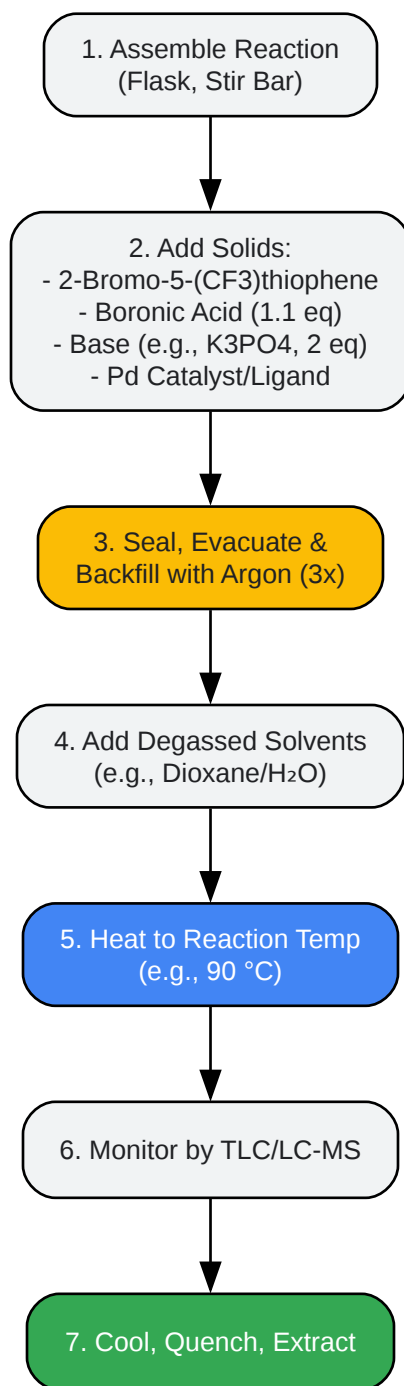 1. Assemble Reaction
(Flask, Stir Bar)
2. Add Solids:
- 2-Bromo-5-(CF3)thiophene
- Boronic Acid (1.1 eq)
- Base (e.g., K3PO4, 2 eq)
- Pd Catalyst/Ligand
3. Seal, Evacuate &
Backfill with Argon (3x)
4. Add Degassed Solvents
(e.g., Dioxane/H₂O)
5. Heat to Reaction Temp
(e.g., 90 °C)
6. Monitor by TLC/LC-MS
7. Cool, Quench, Extract